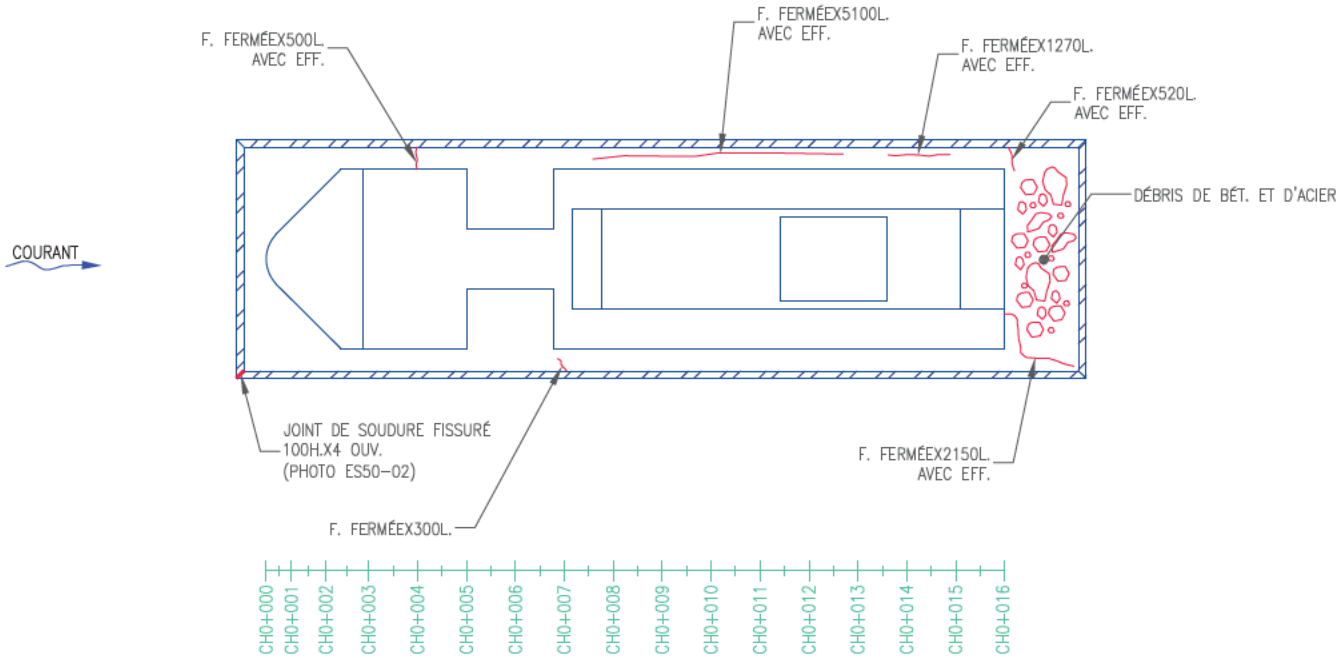 F. FERMÉEX500L.
AVEC EFF.
F. FERMÉEX5100L.
AVEC EFF.
F. FERMÉEX1270L.
AVEC EFF.
F. FERMÉEX520L.
AVEC EFF.
DÉBRIS DE BÉT. ET D'ACIER
COURANT
JOINT DE SOUDURE FISSURÉ
100H.X4 OUV.
(PHOTO ES50-02)
F. FERMÉEX2150L.
AVEC EFF.
F. FERMÉEX300L.
CH0+000
CH0+001
CH0+002
CH0+003
CH0+004
CH0+005
CH0+006
CH0+007
CH0+008
CH0+009
CH0+010
CH0+011
CH0+012
CH0+013
CH0+014
CH0+015
CH0+016